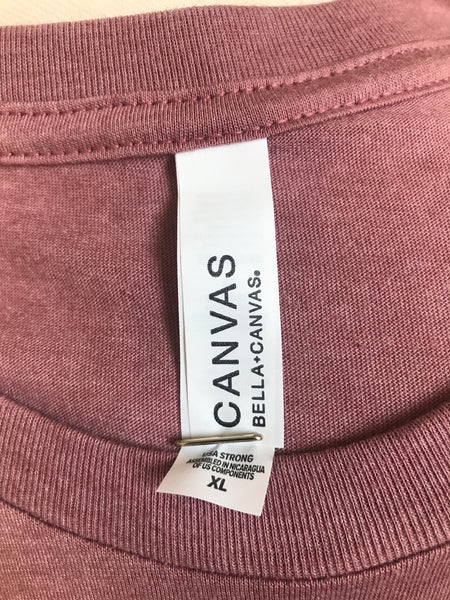 CANVAS
BELLA+CANVAS®
USA STRONG
ASSEMBLED IN NICARAGUA
OF US COMPONENTS
XL